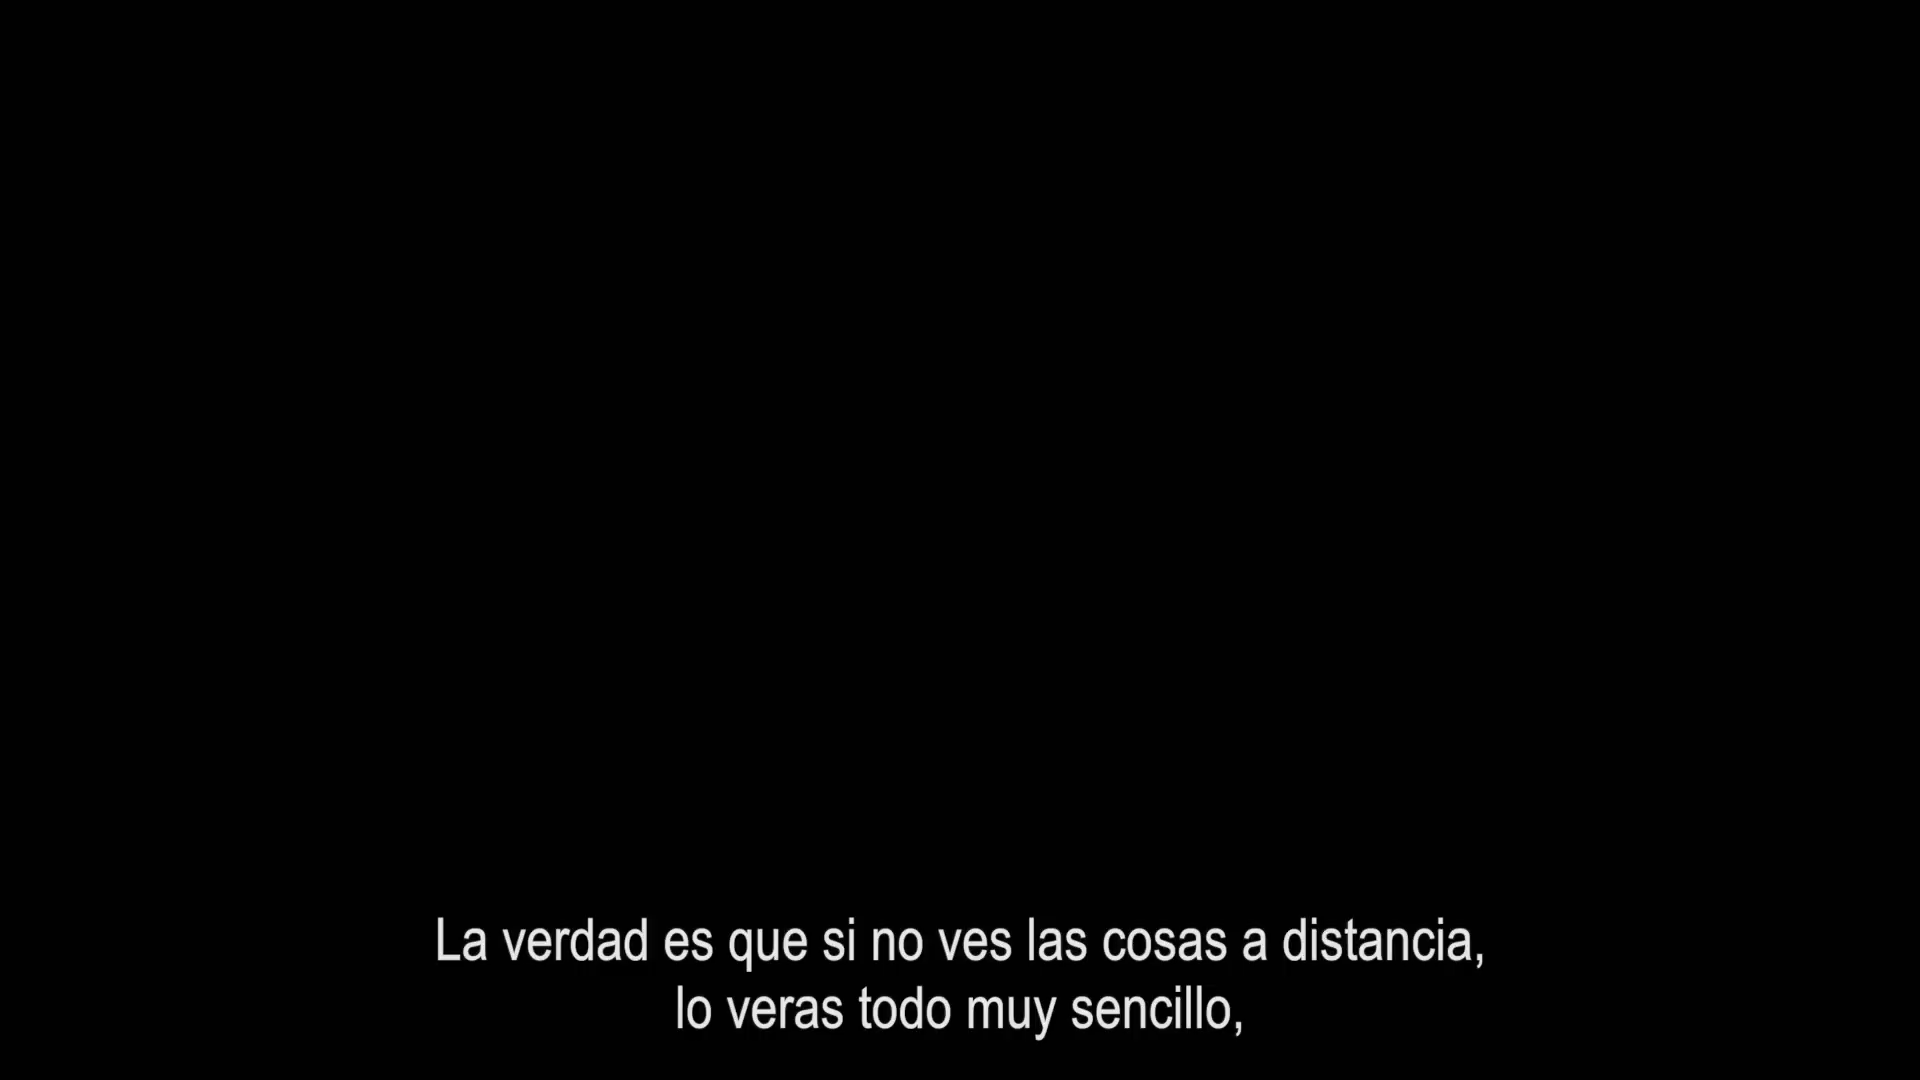 La verdad es que si no ves las cosas a distancia,
lo veras todo muy sencillo,